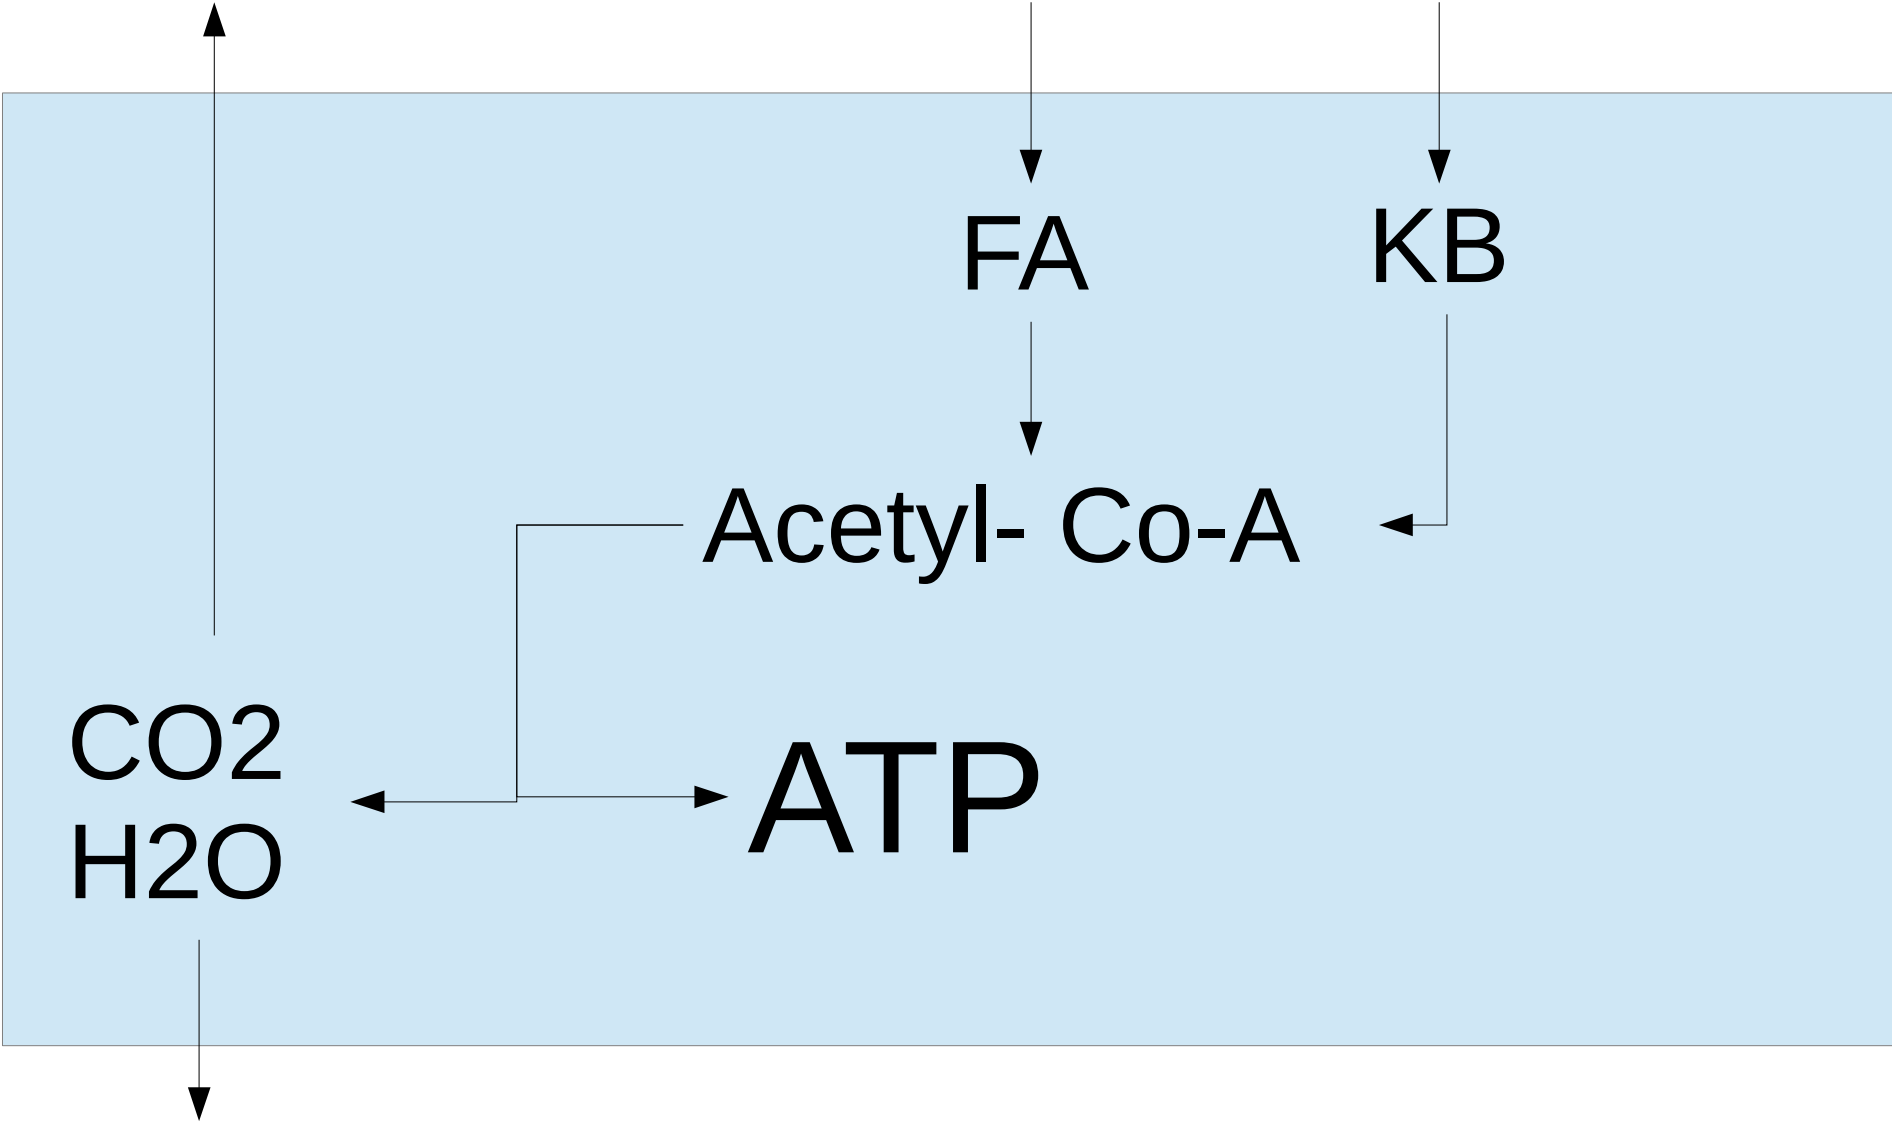 FA
KB
Acetyl- Co-A
CO2
H2O
ATP